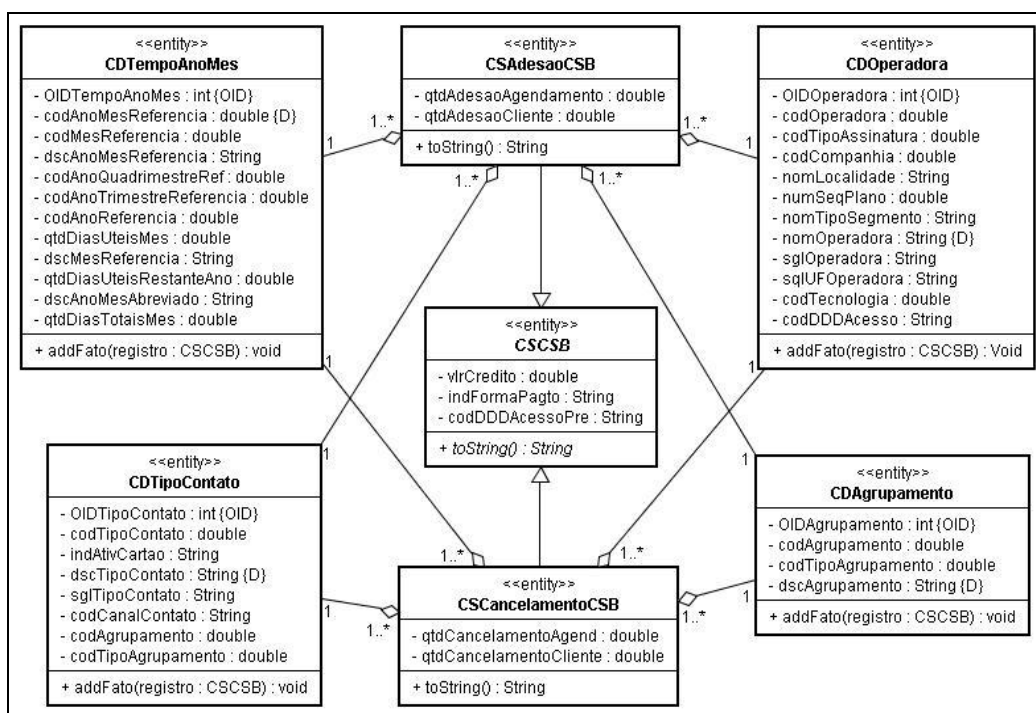 <<entity>>
CDTempoAnoMes
- OIDTempoAnoMes : int {OID}
- codAnoMesReferencia : double {D}
- codMesReferencia : double
- dscAnoMesReferencia : String
- codAnoQuadrimestreRef : double
- codAnoTrimestreReferencia : double
- codAnoReferencia : double
- qtdDiasUteisMes : double
- dscMesReferencia : String
- qtdDiasUteisRestanteAno : double
- dscAnoMesAbreviado : String
- qtdDiasTotaisMes : double
+ addFato(registro : CSCSB) : void
<<entity>>
CSAdesaoCSB
- qtdAdesaoAgendamento : double
- qtdAdesaoCliente : double
+ toString() : String
<<entity>>
CDOperadora
- OIDOperadora : int {OID}
- codOperadora : double
- codTipoAssinatura : double
- codCompanhia : double
- nomLocalidade : String
- numSeqPlano : double
- nomTipoSegmento : String
- nomOperadora : String {D}
- sglOperadora : String
- sqlUFOperadora : String
- codTecnologia : double
- codDDDAcesso : String
+ addFato(registro : CSCSB) : Void
1
1..*
1..*
1
1..*
1..*
<<entity>>
CSCSB
- vlrCredito : double
- indFormaPagto : String
- codDDDAcessoPre : String
+ toString() : String
1
1
1
1
<<entity>>
CDTipoContato
- OIDTipoContato : int {OID}
- codTipoContato : double
- indAtivCartao : String
- dscTipoContato : String {D}
- sglTipoContato : String
- codCanalContato : String
- codAgrupamento : double
- codTipoAgrupamento : double
+ addFato(registro : CSCSB) : void
<<entity>>
CDAgrupamento
- OIDAgrupamento : int {OID}
- codAgrupamento : double
- codTipoAgrupamento : double
- dscAgrupamento : String {D}
+ addFato(registro : CSCSB) : void
1..*
1..*
1
1..*
1..*
1
<<entity>>
CSCancelamentoCSB
- qtdCancelamentoAgend : double
- qtdCancelamentoCliente : double
+ toString() : String